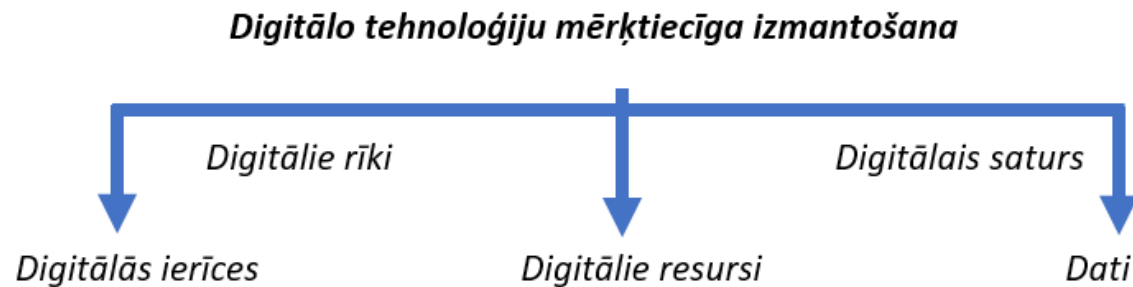 Digitālo tehnoloģiju mērķtiecīga izmantošana
Digitālie rīki Digitālais saturs
Digitālās ierīces Digitālie resursi Dati